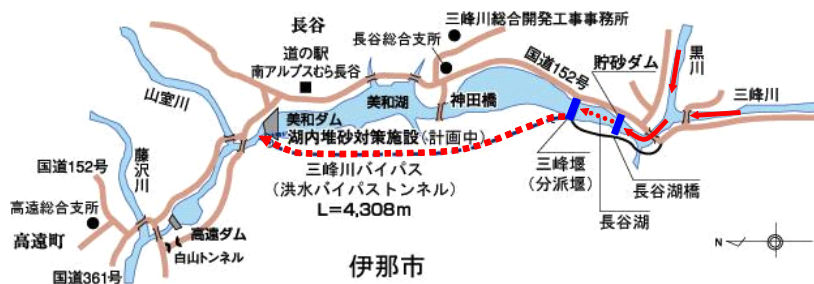 長谷
三峰川総合開発工事事務所
道の駅
南アルプスむら長谷
長谷総合支所
国道152号
貯砂ダム
黒川
三峰川
山室川
美和湖
神田橋
美和ダム
湖内堆砂対策施設(計画中)
藤沢川
国道152号
三峰川バイパス
(洪水バイパストンネル)
L=4,308m
三峰堰
(分派堰)
長谷湖
長谷湖橋
高遠総合支所
高遠町
高遠ダム
白山トンネル
国道361号
伊那市
N